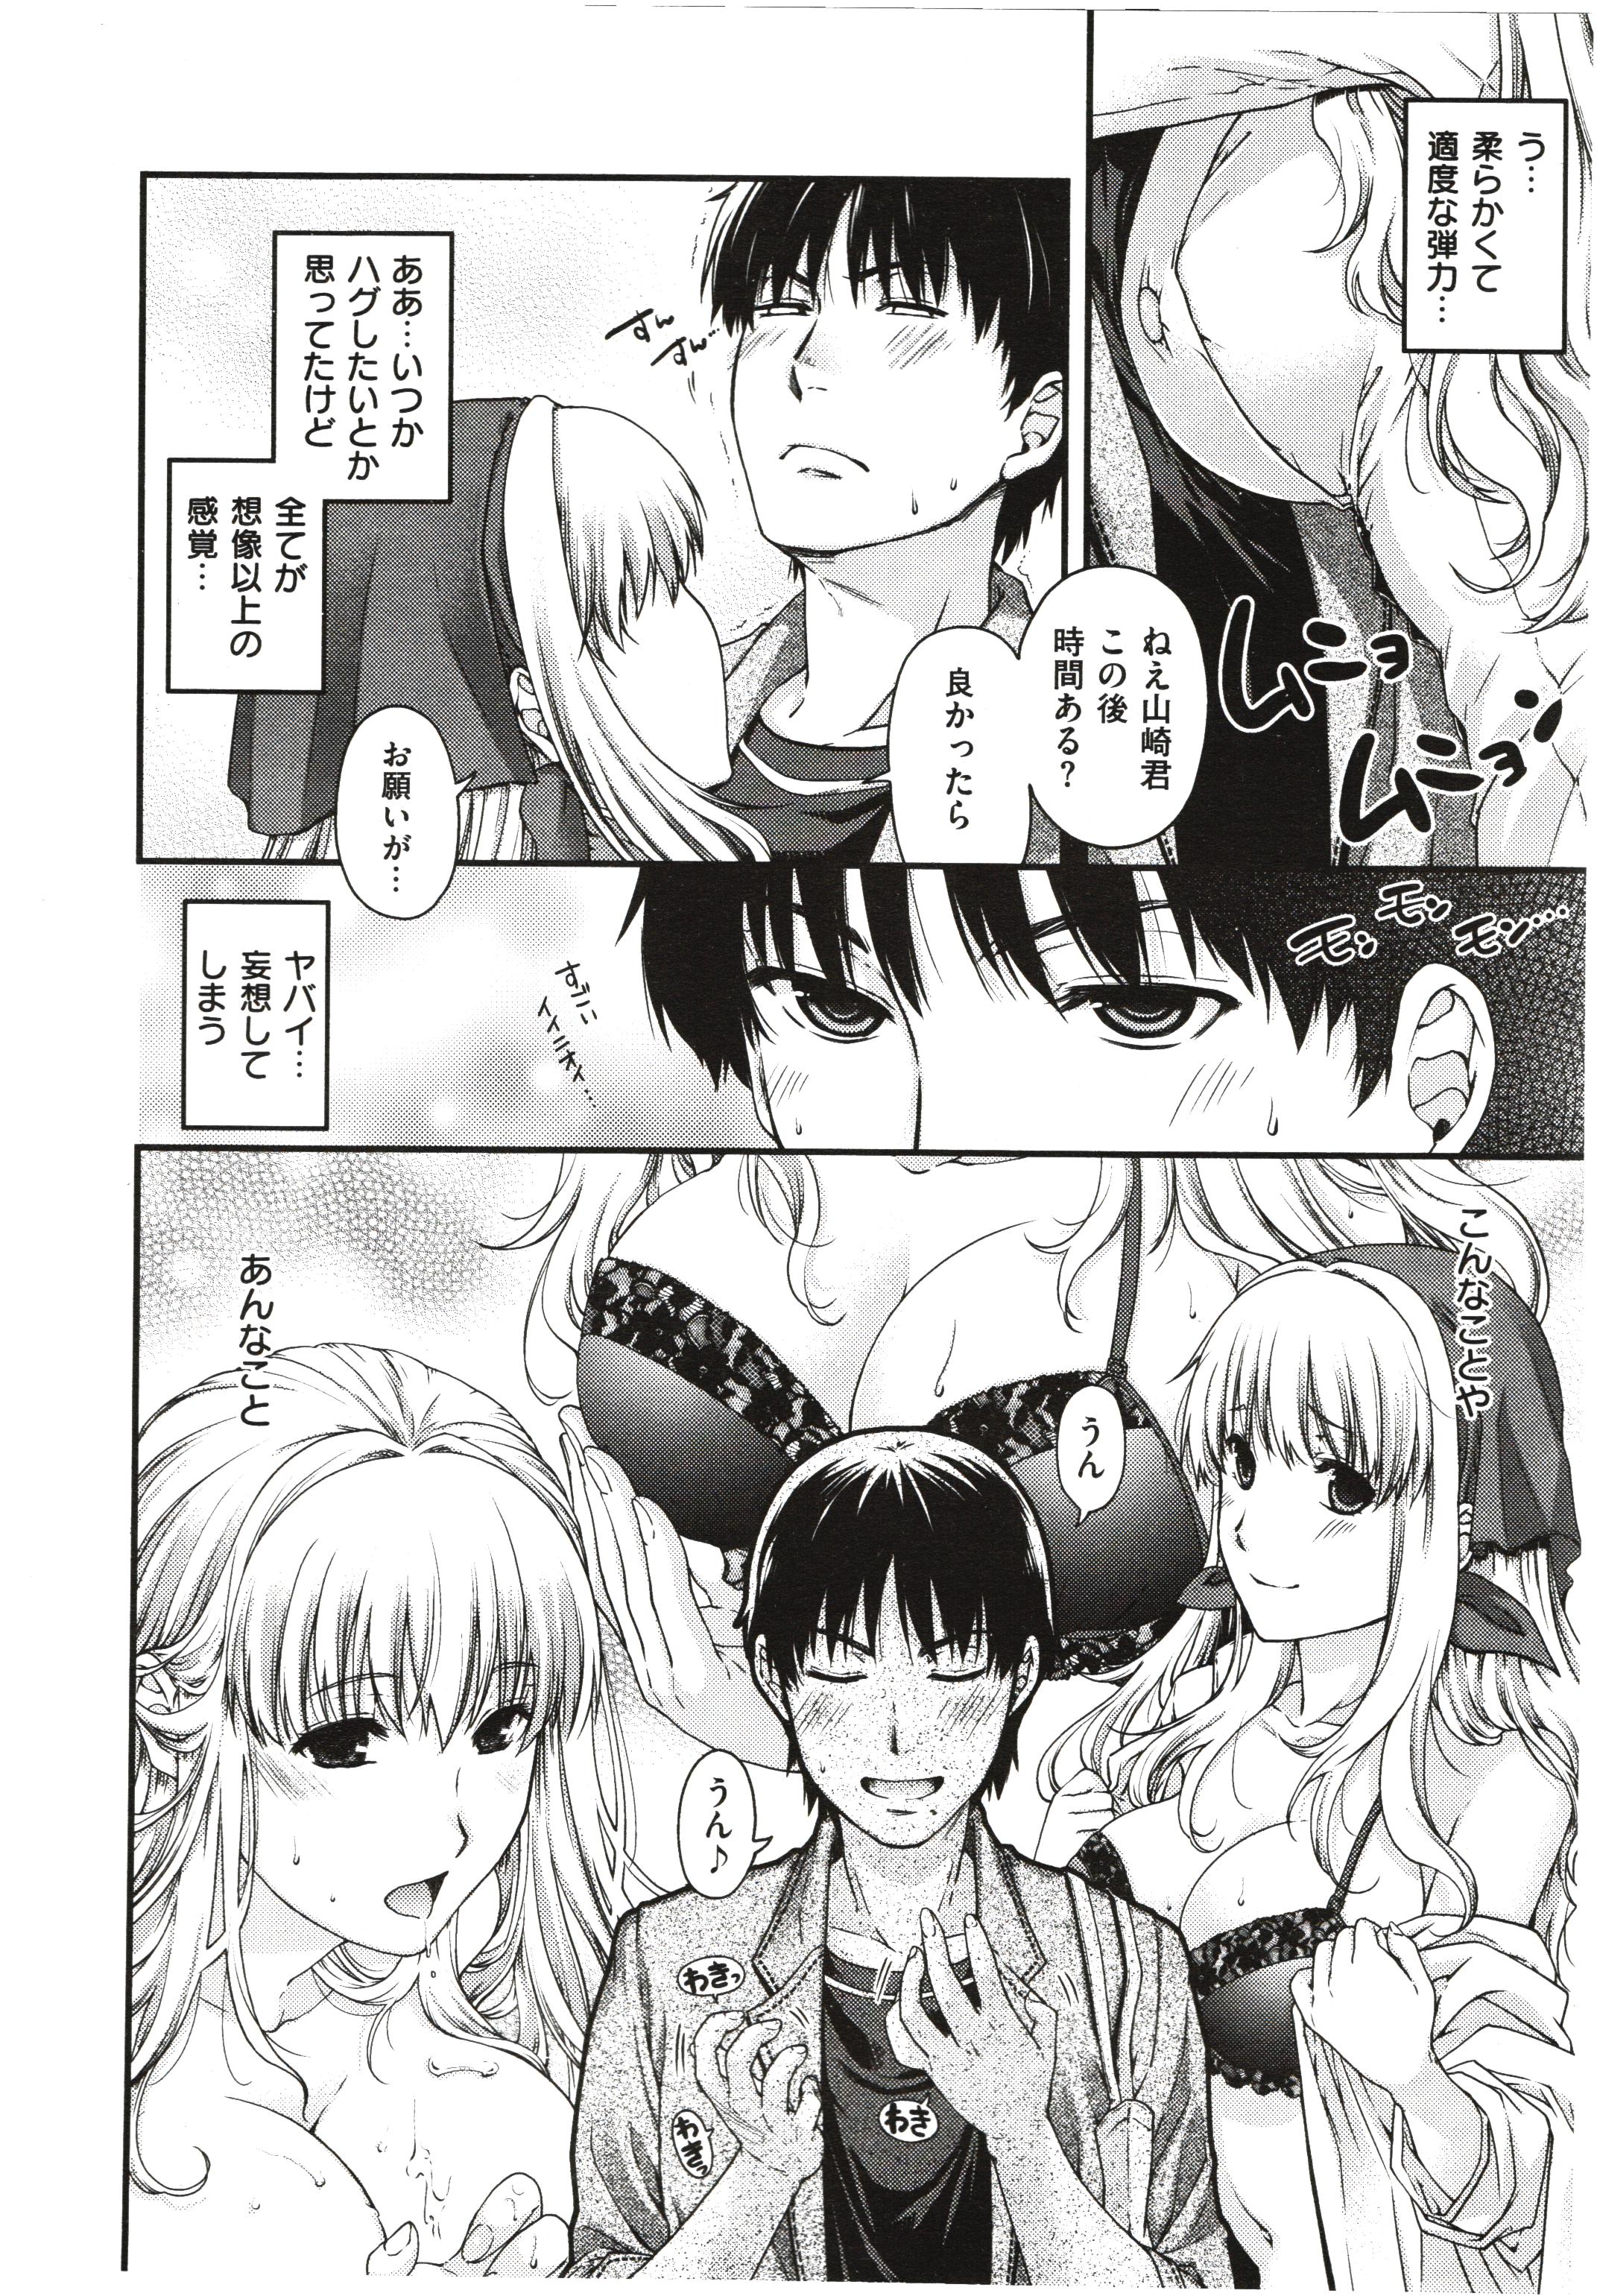 う…
柔らかくて
適度な弾力…
ムニョ
ムニョン
ねえ山崎君
この後
時間ある?
良かったら
すん
すん…
ああ…いつか
ハグしたいとか
思ってたけど
全てが
想像以上の
感覚…
お願いが…
モン
モン
モン…
すごい
イイニオイ…
ヤバイ…
妄想して
しまう
こんなことや
うん
あんなこと
うん♪
わきっ
わき
わきっ